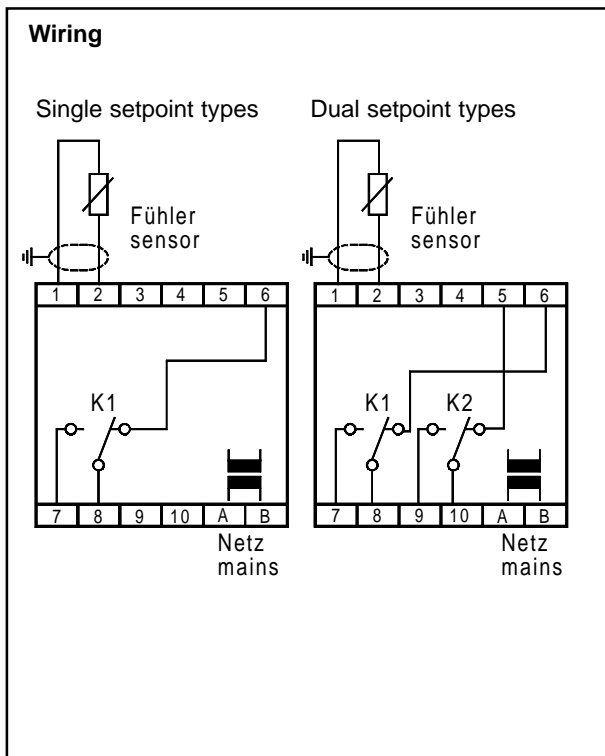 Wiring
Single setpoint types
Dual setpoint types
Fühler
sensor
Fühler
sensor
1 2 3 4 5 6
1 2 3 4 5 6
K1
K1 K2
7 8 9 10 A B
7 8 9 10 A B
Netz
mains
Netz
mains